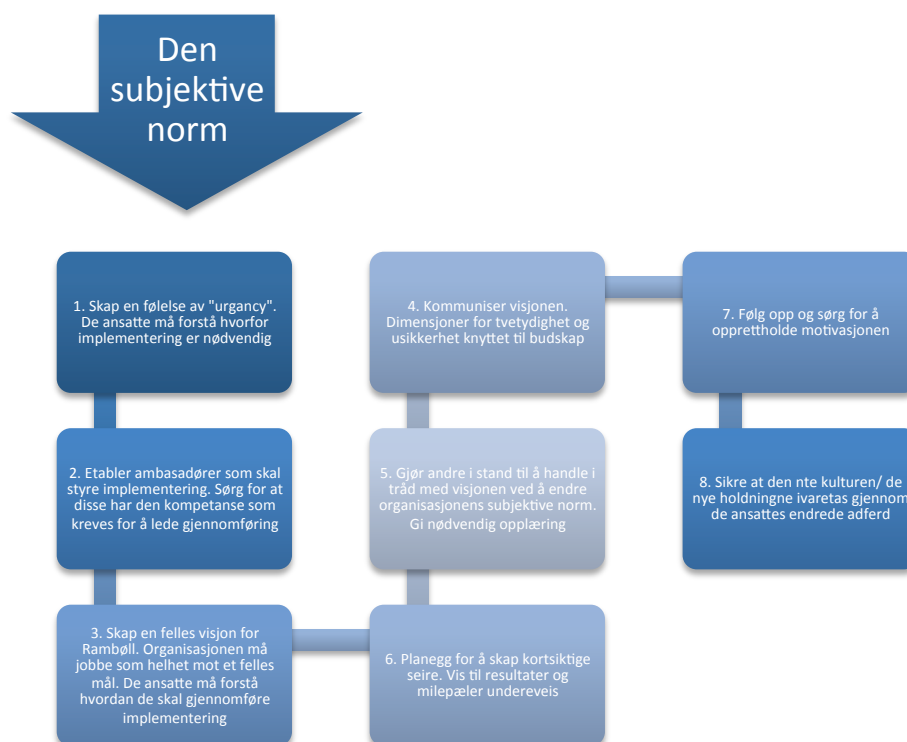 Den
subjektive
norm
1. Skap en følelse av "urgancy".
De ansatte må forstå hvorfor
implementering er nødvendig
2. Etabler ambasadører som skal
styre implementering. Sørg for at
disse har den kompetanse som
kreves for å lede gjennomføring
3. Skap en felles visjon for
Rambøll. Organisasjonen må
jobbe som helhet mot et felles
mål. De ansatte må forstå
hvordan de skal gjennomføre
implementering
4. Kommuniser visjonen.
Dimensjoner for tvetydighet og
usikkerhet knyttet til budskap
5. Gjør andre i stand til å handle i
tråd med visjonen ved å endre
organisasjonens subjektive norm.
Gi nødvendig opplæring
6. Planegg for å skap kortsiktige
seire. Vis til resultater og
milepæler undereveis
7. Følg opp og sørg for å
opprettholde motivasjonen
8. Sikre at den nte kulturen/ de
nye holdningne ivaretas gjennom
de ansattes endrede adferd